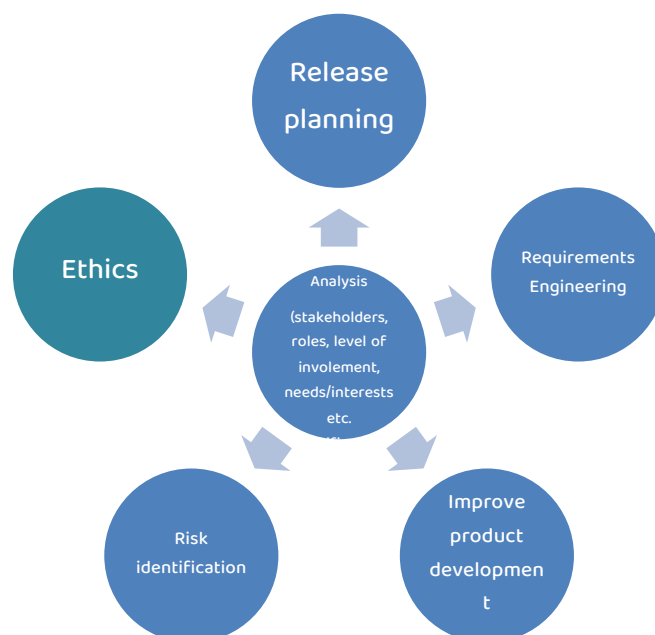 Release
planning
Ethics
Requirements
Engineering
Analysis
(stakeholders,
roles, level of
involement,
needs/interests
etc.
Risk
identification
Improve
product
developmen
t